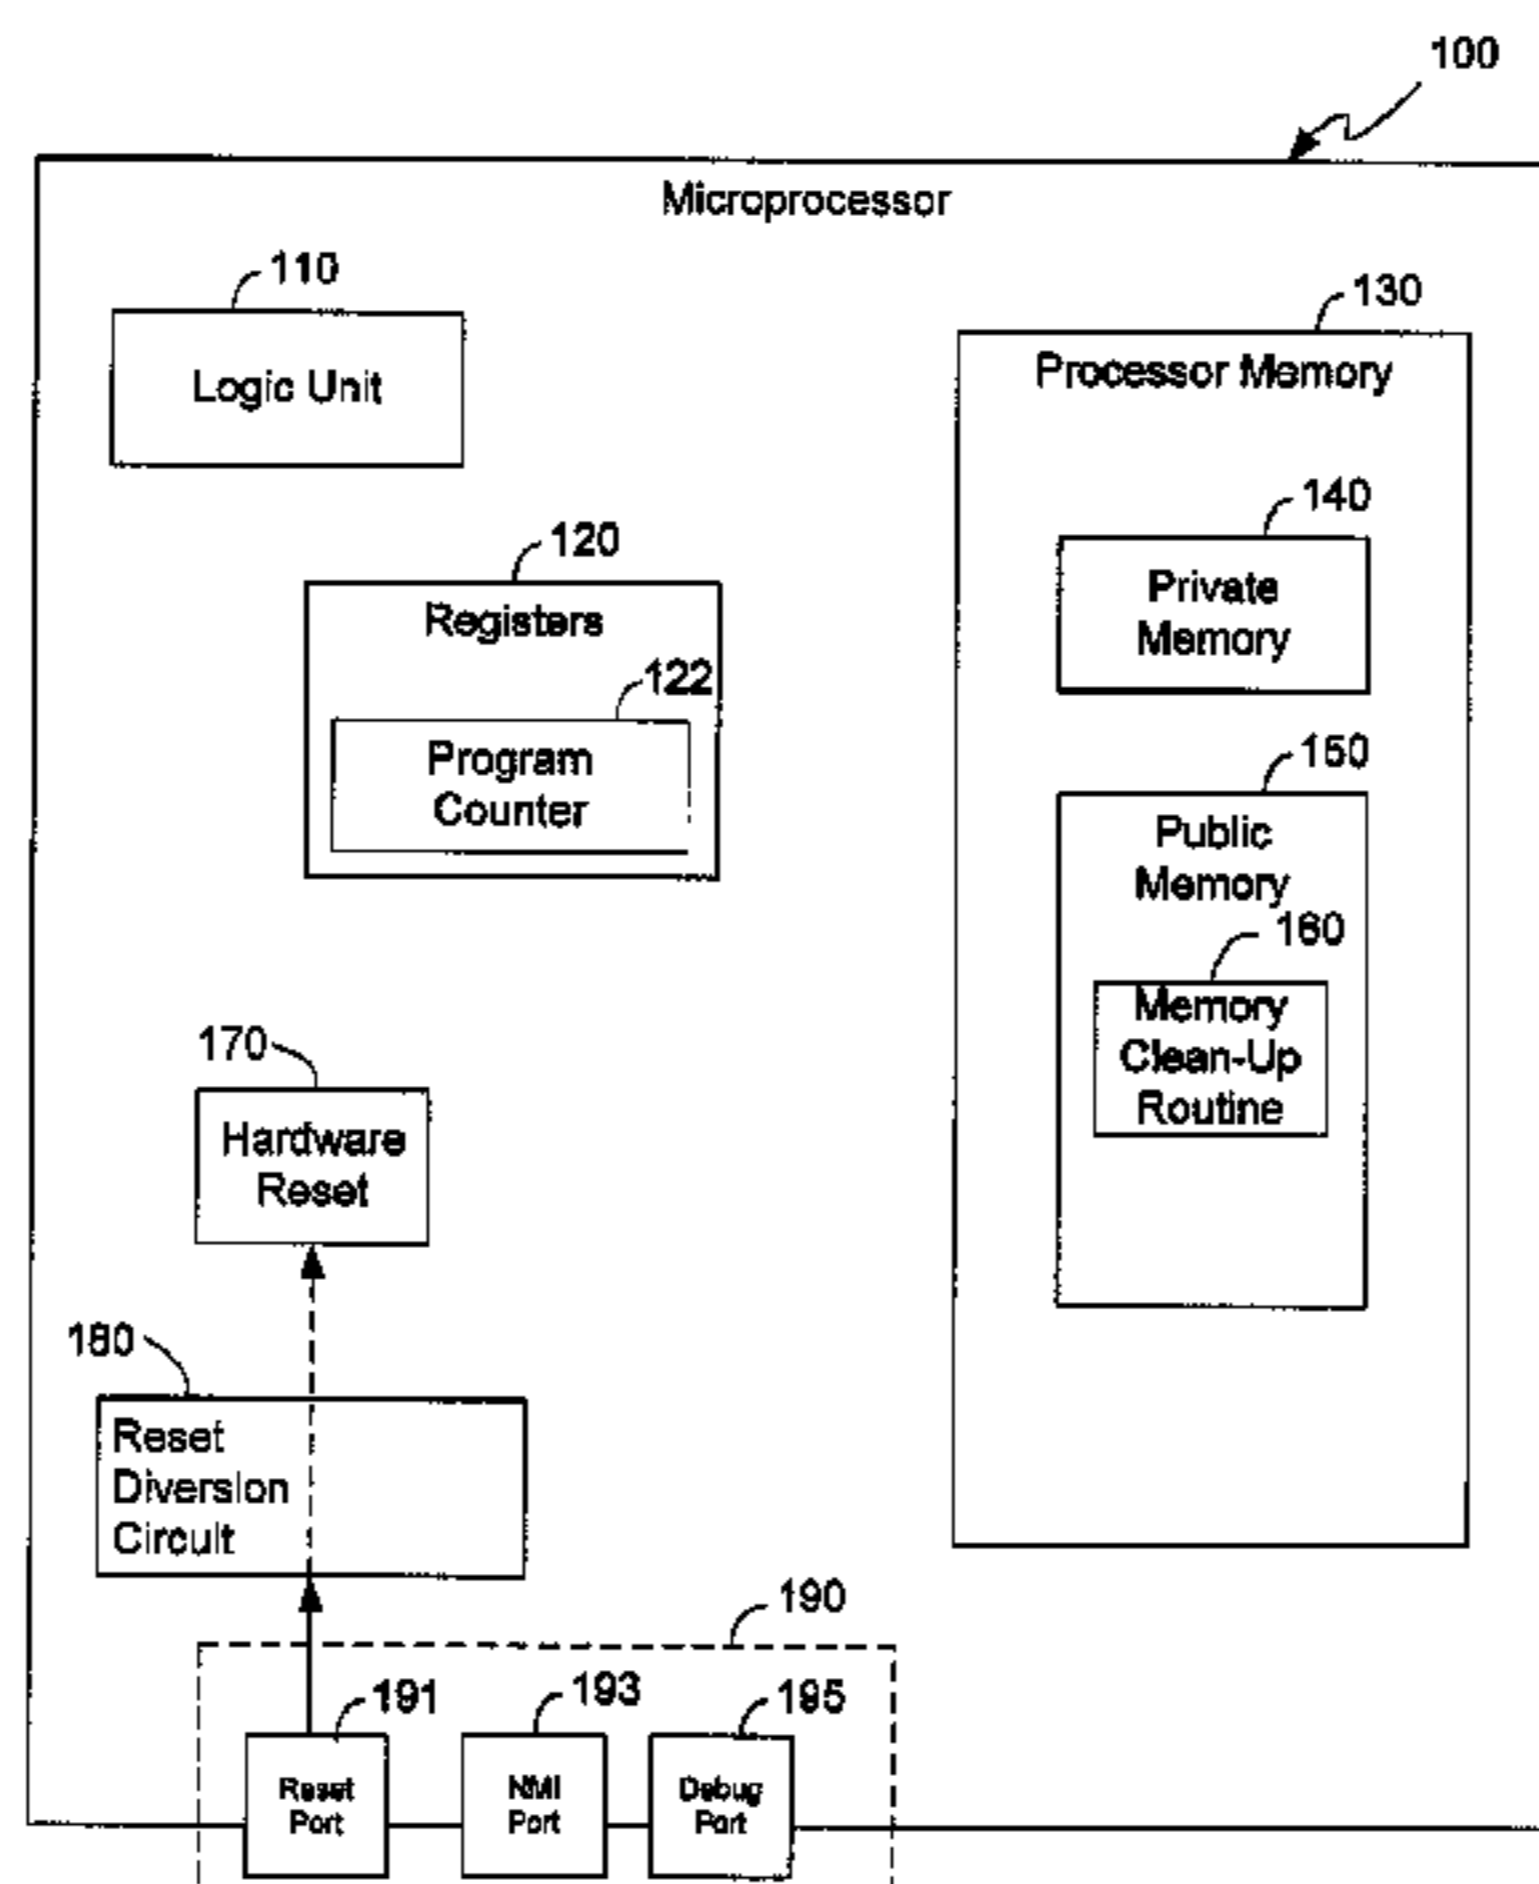 100
Microprocessor
110
Logic Unit
130
Processor Memory
140
Private
Memory
120
Registers
122
Program
Counter
150
Public
Memory
160
Memory
Clean-Up
Routine
170
Hardware
Reset
180
Reset
Diversion
Circuit
190
191
Reset
Port
193
NMI
Port
195
Debug
Port